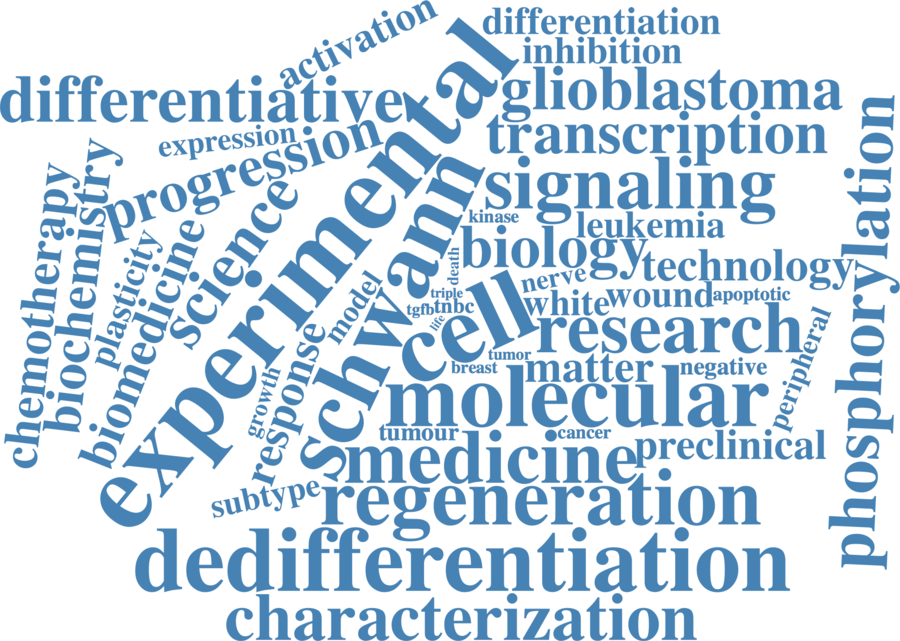 differentiation
activation
inhibition
experimental
differentiative
glioblastoma
expression
progression
transcription
phosphorylation
chemotherapy
biochemistry
science
schwann
signaling
kinase
leukemia
biology
plasticity
biomedicine
death
technology
nerve
model
triple
tgfb
tnbc
life
white
wound
apoptotic
cell
research
peripheral
growth
response
tumor
breast
matter
negative
molecular
tumour
cancer
preclinical
medicine
subtype
regeneration
dedifferentiation
characterization